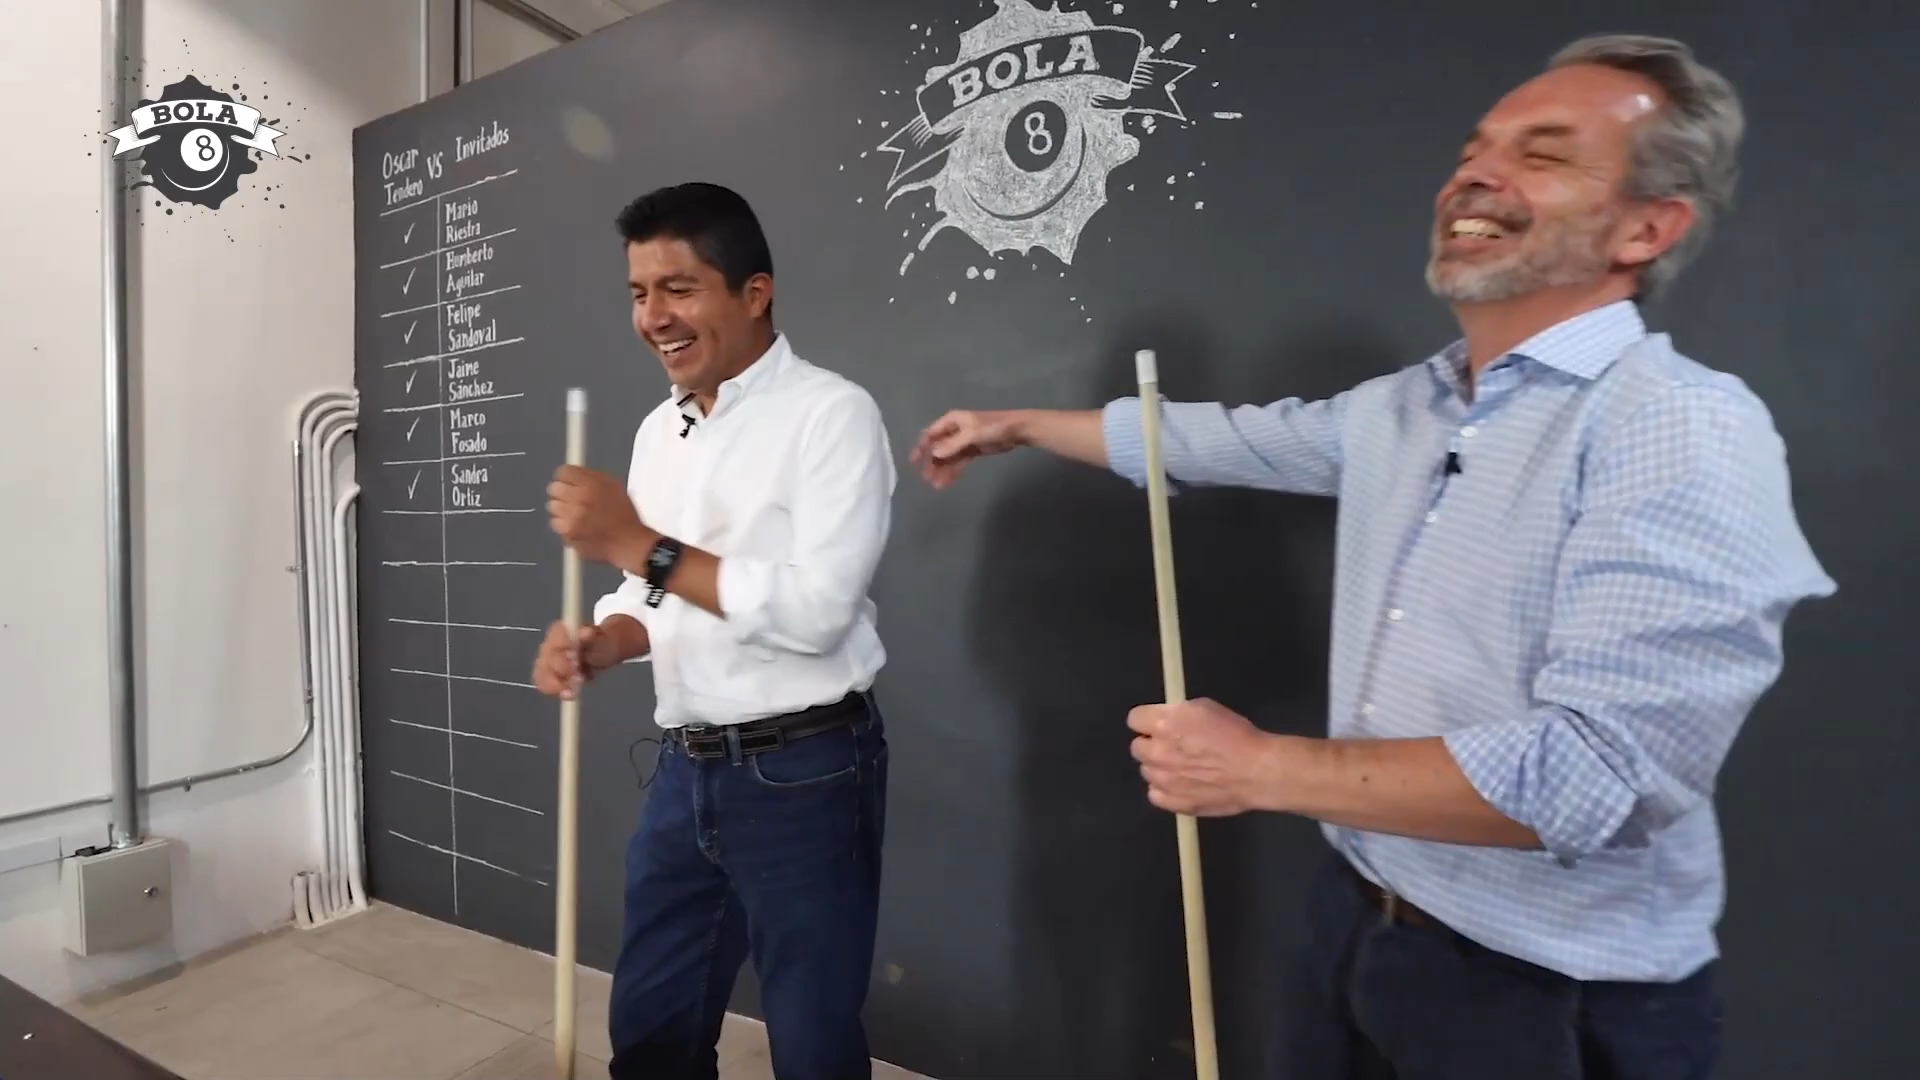 BOLA
8
BOLA
8
Oscar
Tendero
VS
Invitados
✓
Mario
Riestra
✓
Humberto
Aguilar
✓
Felipe
Sandoval
✓
Jaime
Sánchez
✓
Marco
Fosado
✓
Sandra
Ortiz